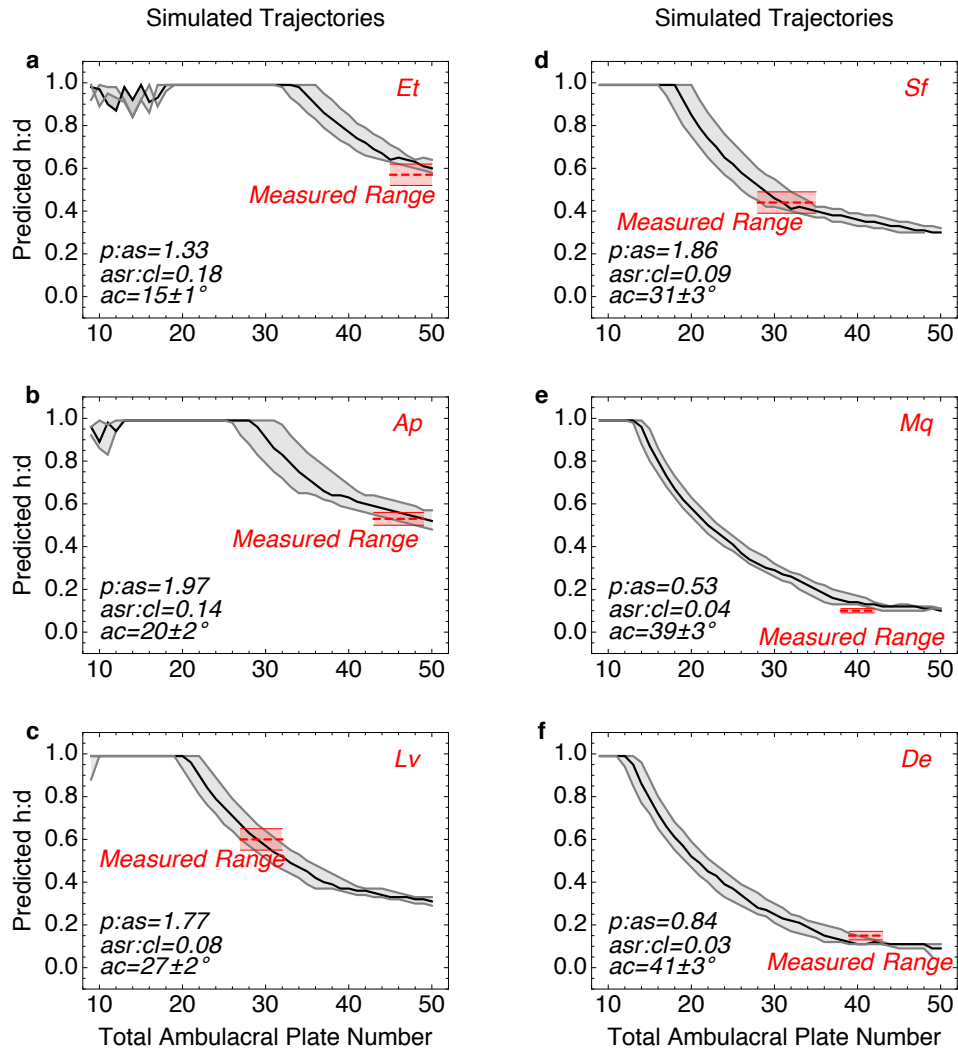 Simulated Trajectories
a
Et
Predicted h:d
1.0
0.8
0.6
0.4
0.2
0.0
Measured Range
p:as=1.33
asr:cl=0.18
ac=15±1°
10 20 30 40 50
b
Ap
Predicted h:d
1.0
0.8
0.6
0.4
0.2
0.0
Measured Range
p:as=1.97
asr:cl=0.14
ac=20±2°
10 20 30 40 50
c
Lv
Predicted h:d
1.0
0.8
0.6
0.4
0.2
0.0
Measured Range
p:as=1.77
asr:cl=0.08
ac=27±2°
10 20 30 40 50
Total Ambulacral Plate Number
Simulated Trajectories
d
Sf
Predicted h:d
1.0
0.8
0.6
0.4
0.2
0.0
Measured Range
p:as=1.86
asr:cl=0.09
ac=31±3°
10 20 30 40 50
e
Mq
Predicted h:d
1.0
0.8
0.6
0.4
0.2
0.0
p:as=0.53
asr:cl=0.04
ac=39±3°
Measured Range
10 20 30 40 50
f
De
Predicted h:d
1.0
0.8
0.6
0.4
0.2
0.0
p:as=0.84
asr:cl=0.03
ac=41±3°
Measured Range
10 20 30 40 50
Total Ambulacral Plate Number